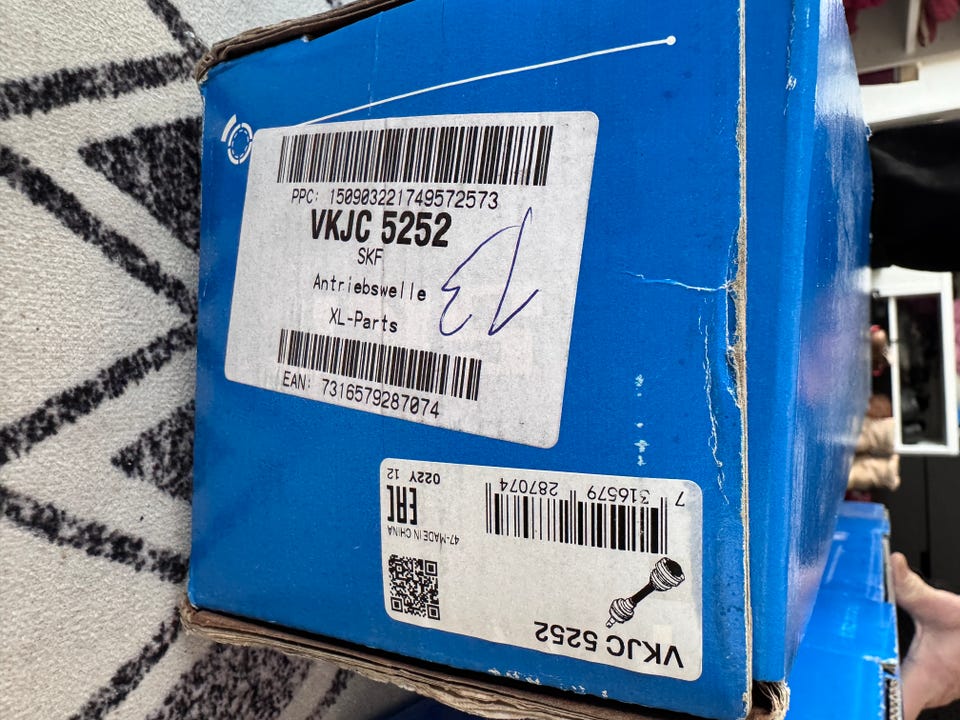 PPC: 150903221749572573
VKJC 5252
SKF
Antriebswelle
XL-Parts
EAN: 7316579287074
13
VKJC 5252
7 316579 287074
47-MADE IN CHINA
EAC
022Y 12